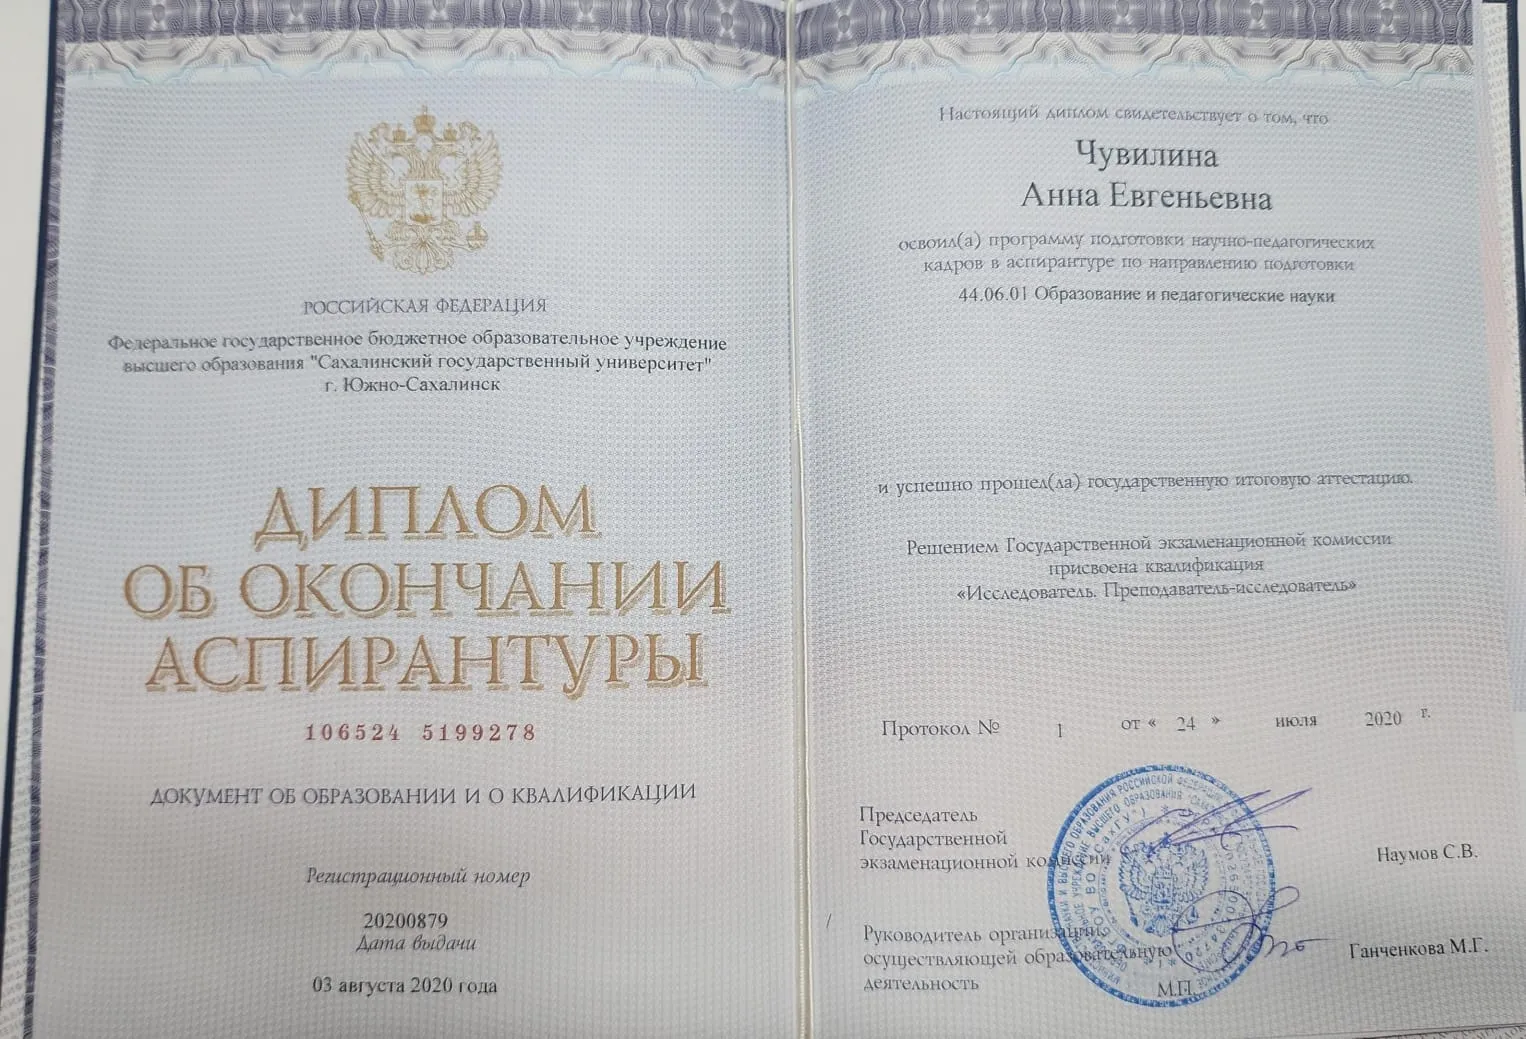 РОССИЙСКАЯ ФЕДЕРАЦИЯ
Федеральное государственное бюджетное образовательное учреждение
высшего образования "Сахалинский государственный университет"
г. Южно-Сахалинск
ДИПЛОМ
ОБ ОКОНЧАНИИ
АСПИРАНТУРЫ
106524 5199278
ДОКУМЕНТ ОБ ОБРАЗОВАНИИ И О КВАЛИФИКАЦИИ
Регистрационный номер
20200879
Дата выдачи
03 августа 2020 года
Настоящий диплом свидетельствует о том, что
Чувилина
Анна Евгеньевна
освоил(а) программу подготовки научно-педагогических
кадров в аспирантуре по направлению подготовки
44.06.01 Образование и педагогические науки
и успешно прошел(ла) государственную итоговую аттестацию.
Решением Государственной экзаменационной комиссии
присвоена квалификация
«Исследователь. Преподаватель-исследователь»
Протокол № 1 от « 24 » июля 2020 г.
Председатель
Государственной
экзаменационной комиссии
Наумов С.В.
/
Руководитель организации,
осуществляющей образовательную
деятельность
Ганченкова М.Г.
М.П.